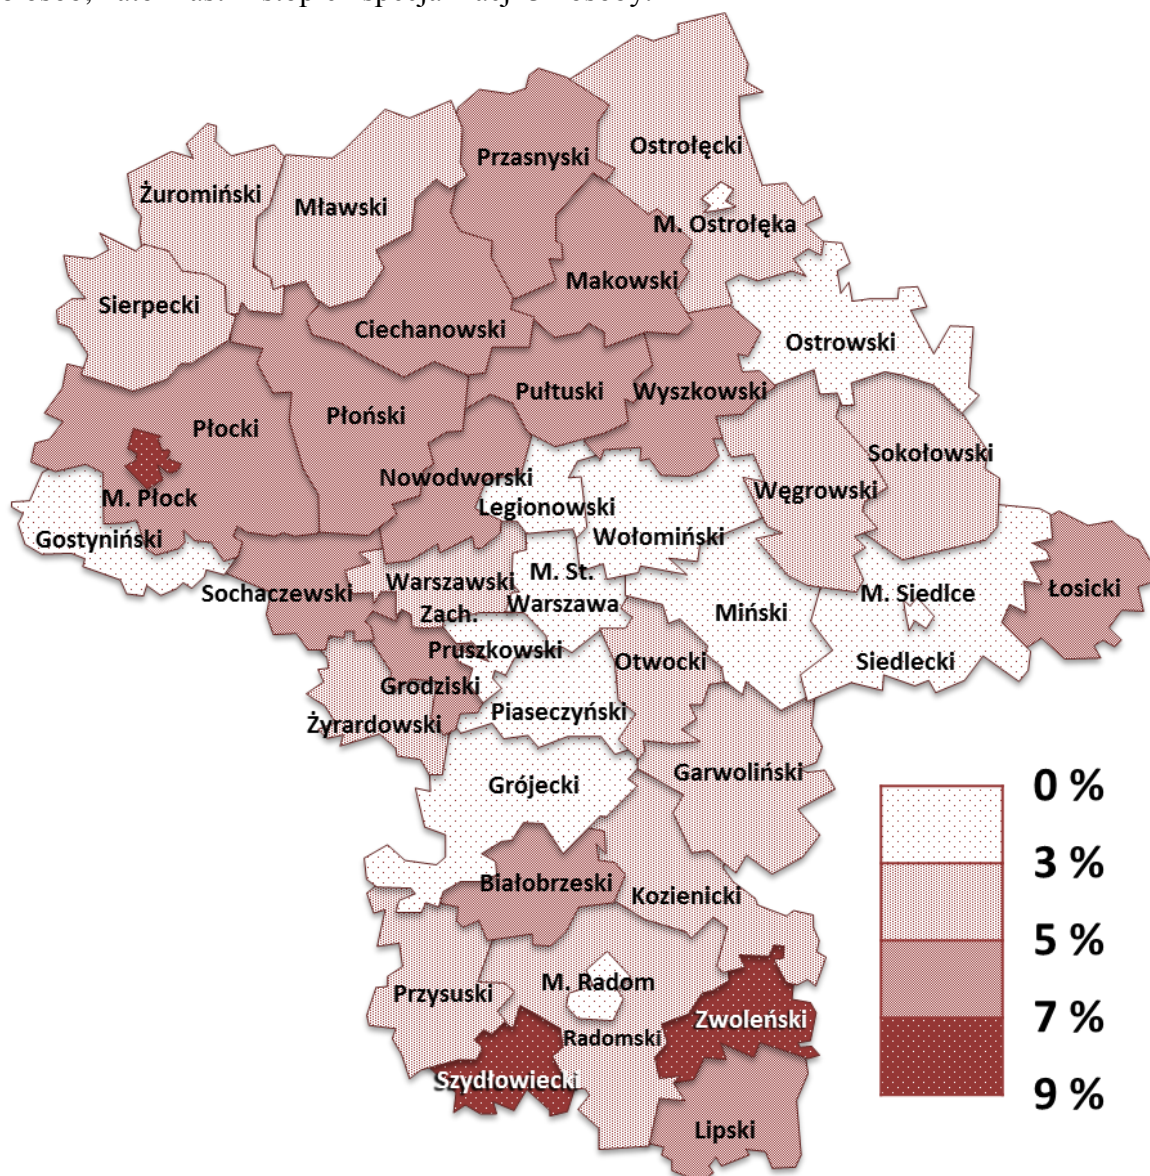 Ostrołęcki
Przasnyski
Żuromiński
Mławski
M. Ostrołęka
Makowski
Sierpecki
Ciechanowski
Ostrowski
Pułtuski
Wyszkowski
Płoński
Płocki
Sokołowski
Nowodworski
Węgrowski
M. Płock
Legionowski
Gostyniński
Wołomiński
Warszawski
Zach.
M. St.
Warszawa
Sochaczewski
M. Siedlce
Łosicki
Miński
Pruszkowski
Otwocki
Siedlecki
Grodziski
Piaseczyński
Żyrardowski
Garwoliński
Grójecki
Białobrzeski
Kozienicki
M. Radom
Przysuski
Zwoleński
Radomski
Szydłowiecki
Lipski
0 %
3 %
5 %
7 %
9 %